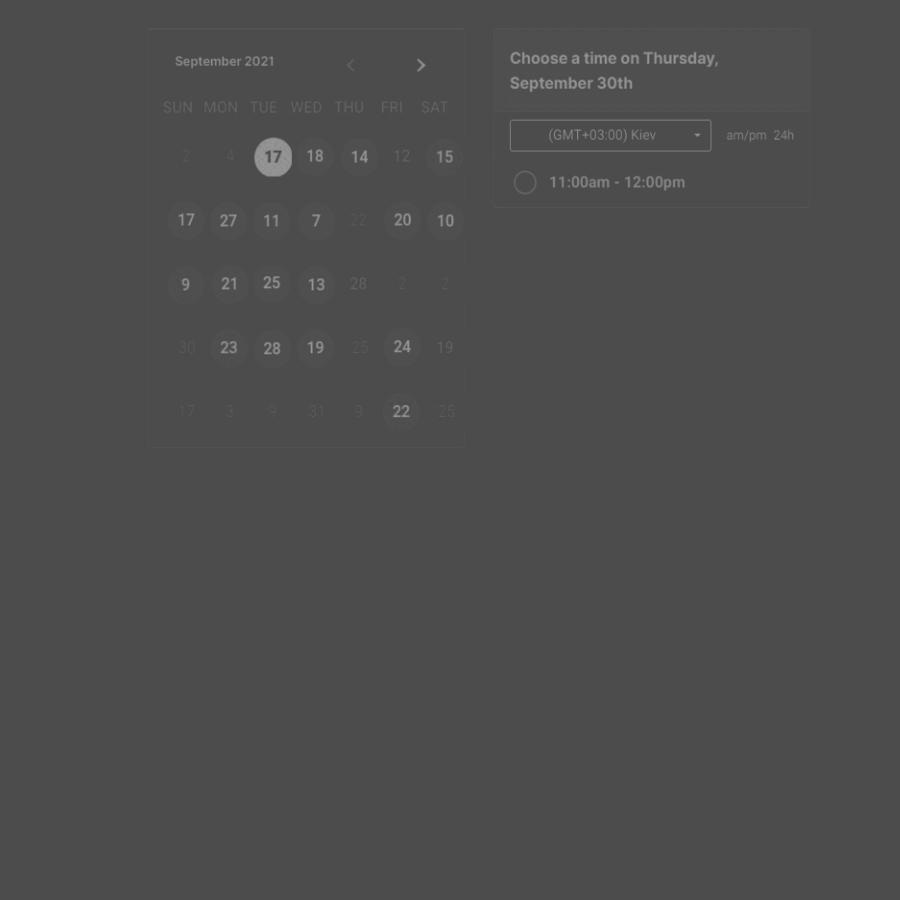 September 2021
SUN MON TUE WED THU FRI SAT
2 4 17 18 14 12 15
17 27 11 7 22 20 10
9 21 25 13 28 2 2
30 23 28 19 25 24 19
17 3 9 31 9 22 25
Choose a time on Thursday,
September 30th
(GMT+03:00) Kiev am/pm 24h
11:00am - 12:00pm